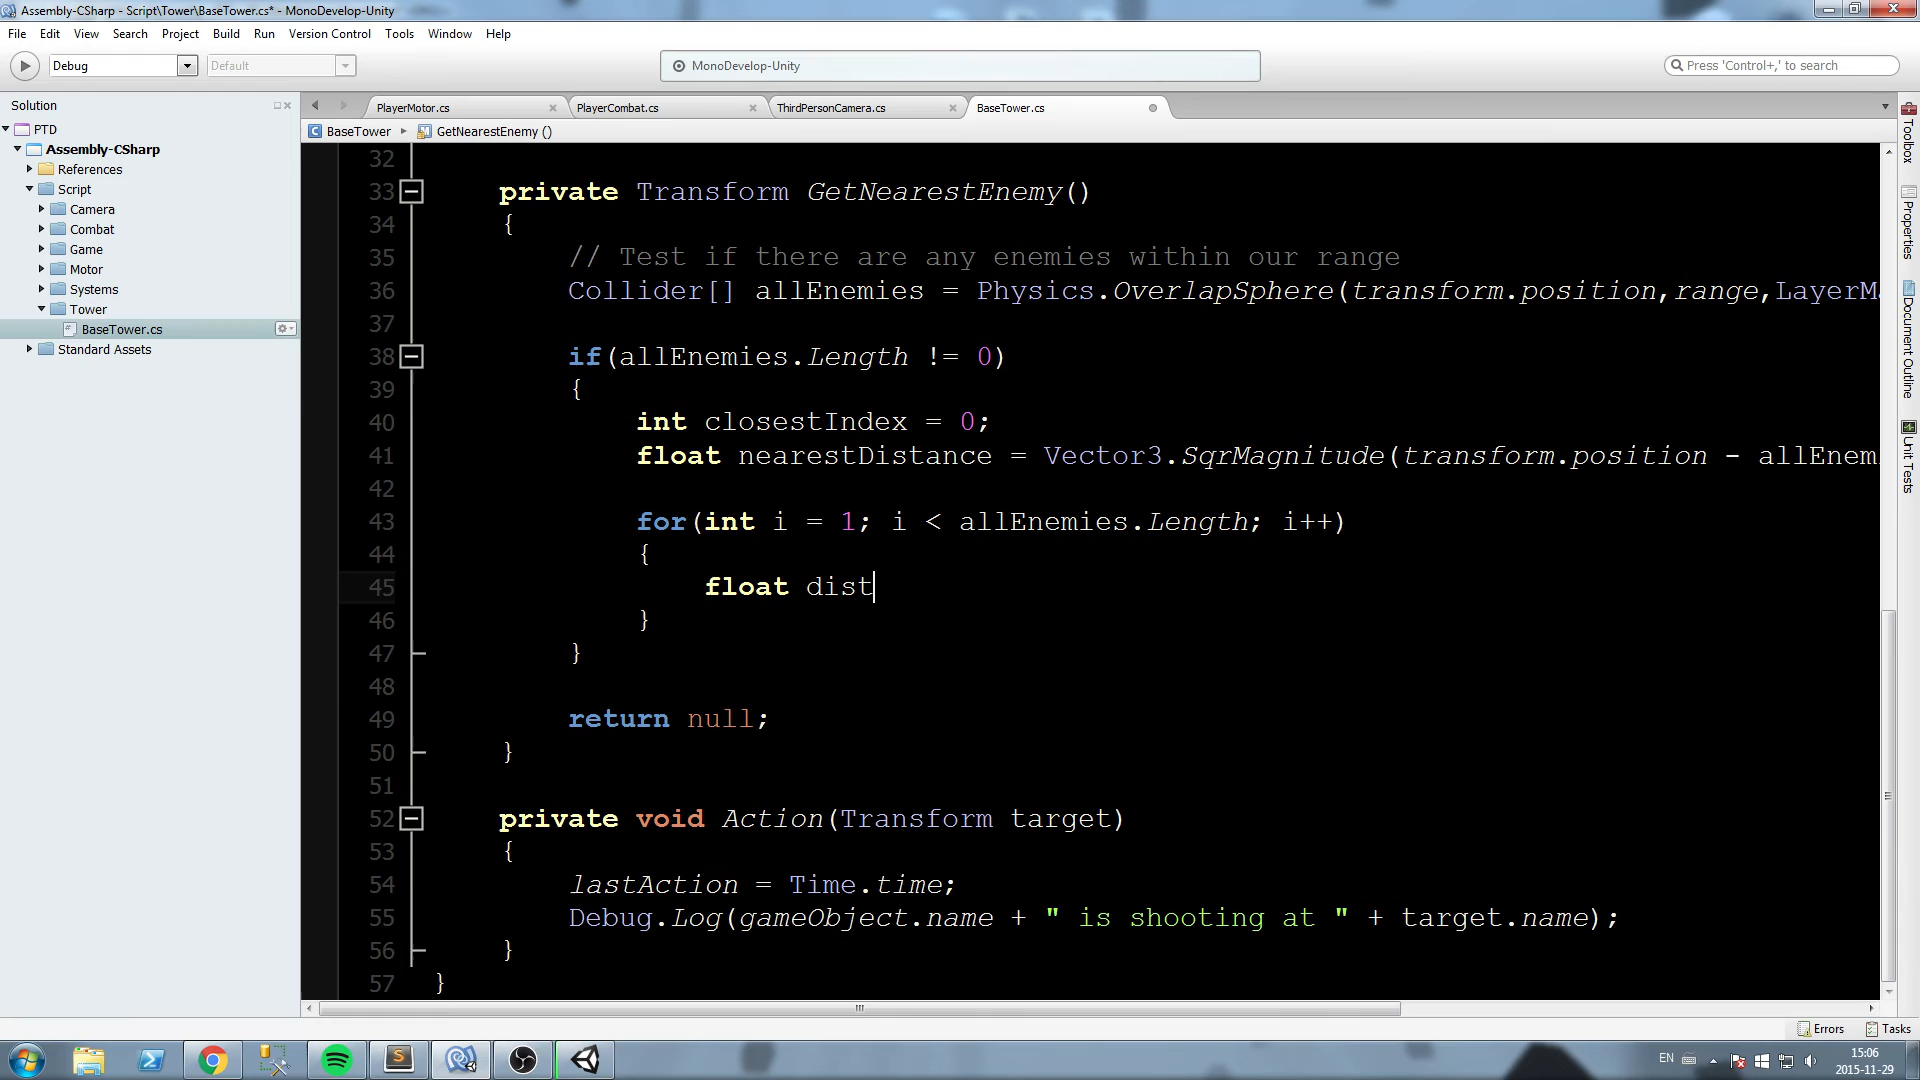 Assembly-CSharp - Script\Tower\BaseTower.cs* - MonoDevelop-Unity
File Edit View Search Project Build Run Version Control Tools Window Help
Debug Default MonoDevelop-Unity Press 'Control+,' to search
Solution PlayerMotor.cs PlayerCombat.cs ThirdPersonCamera.cs BaseTower.cs
BaseTower GetNearestEnemy ()
PTD
Assembly-CSharp
References
Script
Camera
Combat
Game
Motor
Systems
Tower
BaseTower.cs
Standard Assets
32
33 private Transform GetNearestEnemy()
34 {
35 // Test if there are any enemies within our range
36 Collider[] allEnemies = Physics.OverlapSphere(transform.position,range,LayerMa
37
38 if(allEnemies.Length != 0)
39 {
40 int closestIndex = 0;
41 float nearestDistance = Vector3.SqrMagnitude(transform.position - allEnemi
42
43 for(int i = 1; i < allEnemies.Length; i++)
44 {
45 float dist
46 }
47 }
48
49 return null;
50 }
51
52 private void Action(Transform target)
53 {
54 lastAction = Time.time;
55 Debug.Log(gameObject.name + " is shooting at " + target.name);
56 }
57 }
Toolbox
Properties
Document Outline
Unit Tests
Errors Tasks
EN 15:06
2015-11-29